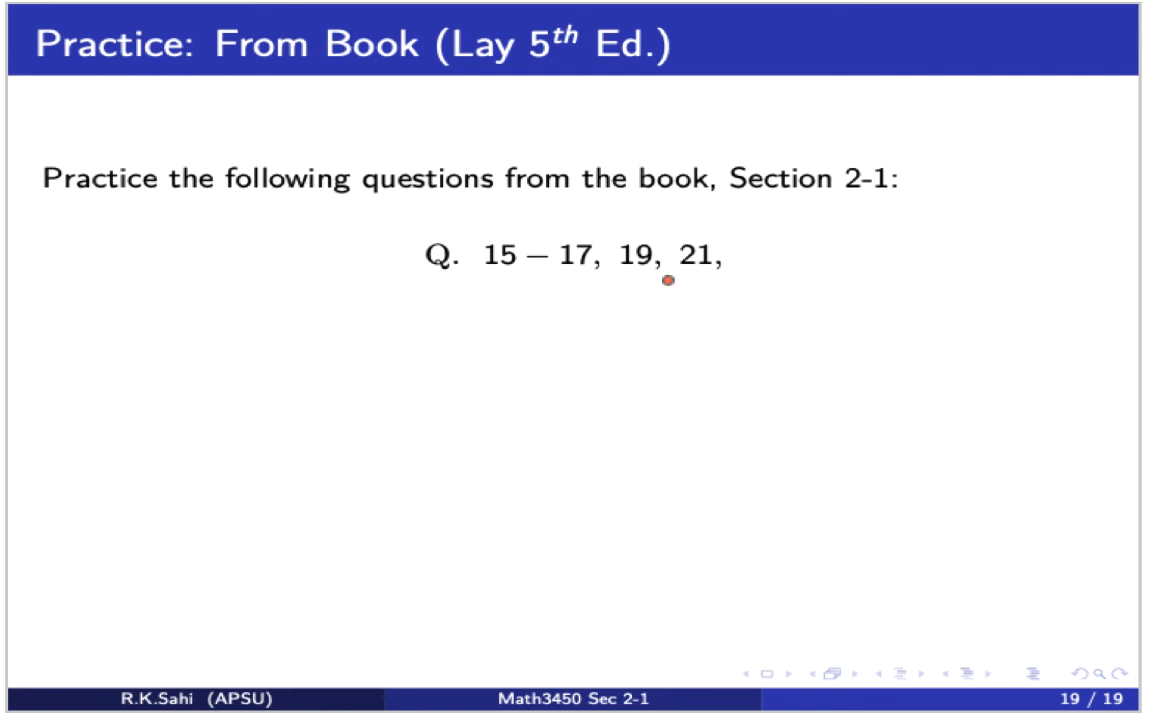 Practice: From Book (Lay 5th Ed.)
Practice the following questions from the book, Section 2-1:
Q. 15 – 17, 19, 21,
R.K.Sahi (APSU) Math3450 Sec 2-1 19 / 19